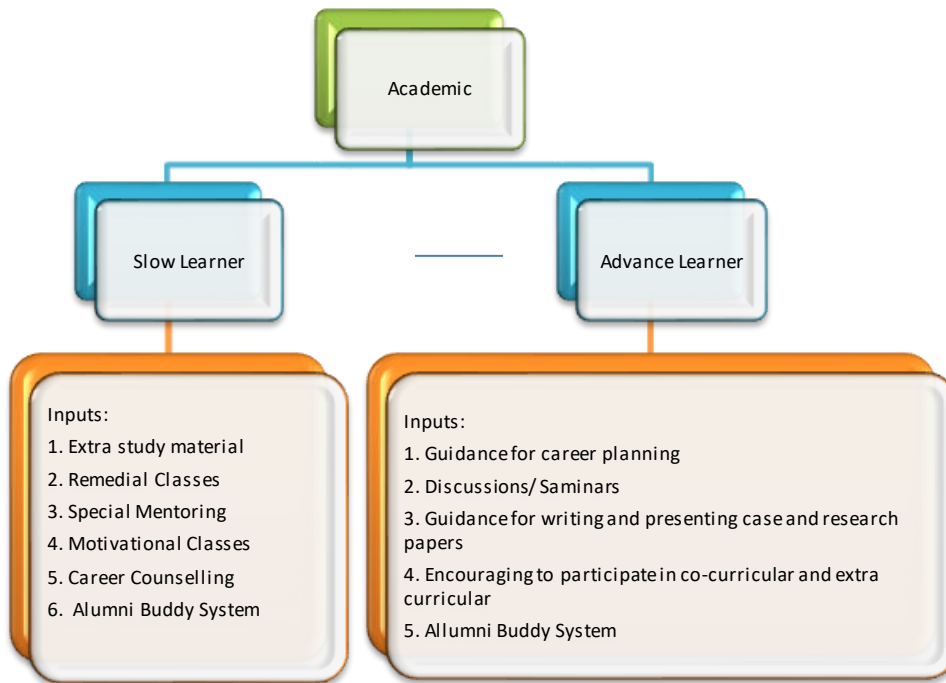 Academic
Slow Learner
Advance Learner
Inputs:
1. Extra study material
2. Remedial Classes
3. Special Mentoring
4. Motivational Classes
5. Career Counselling
6. Alumni Buddy System
Inputs:
1. Guidance for career planning
2. Discussions/ Saminars
3. Guidance for writing and presenting case and research
papers
4. Encouraging to participate in co-curricular and extra
curricular
5. Allumni Buddy System